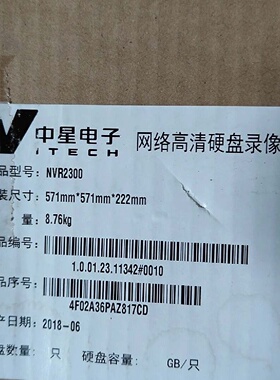 中星电子
ITECH
网络高清硬盘录像
品型号: NVR2300
装尺寸: 571mm*571mm*222mm
量: 8.76kg
品编号:
1.0.01.23.11342#0010
品序号:
4F02A36PAZ817CD
产日期: 2018-06
盘数量: 只 硬盘容量: GB/只